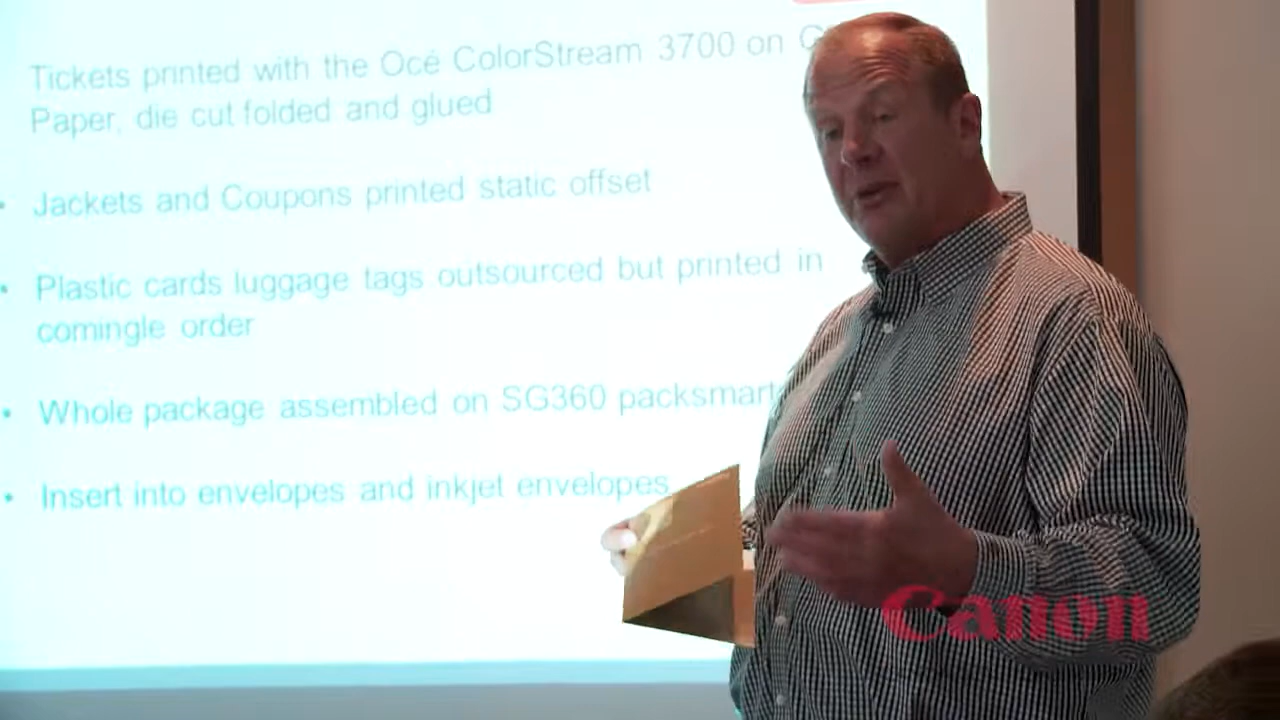 Tickets printed with the Océ ColorStream 3700 on
Paper, die cut folded and glued
• Jackets and Coupons printed static offset
• Plastic cards luggage tags outsourced but printed in
comingle order
• Whole package assembled on SG360 packsmart
• Insert into envelopes and inkjet envelopes
Canon